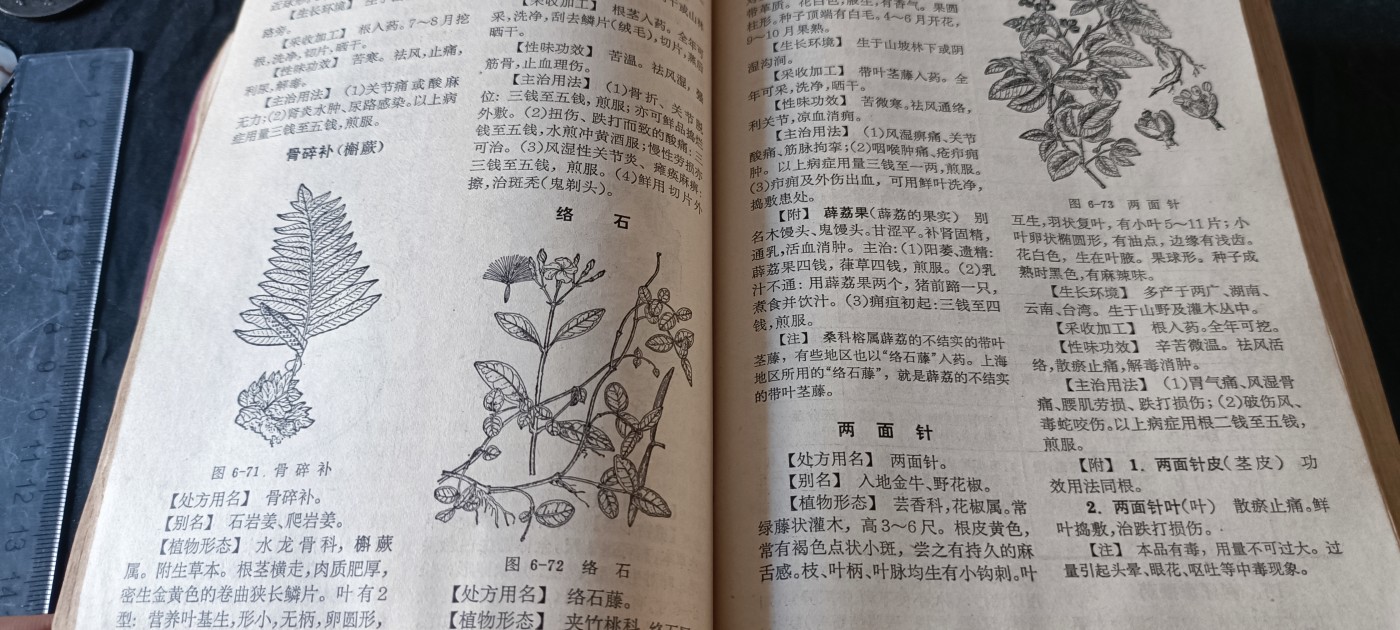 【生长环境】
路旁。
【采收加工】 根入药。7～8月挖
根,洗净,切片,晒干。
【性味功效】 苦寒。祛风,止痛,
利尿,解毒。
【主治用法】 (1)关节痛或酸麻
无力;(2)肾炎水肿、尿路感染。以上病
症用量三钱至五钱,煎服。
骨碎补(槲蕨)
图 6-71 骨碎补
【处方用名】 骨碎补。
【别名】 石岩姜、爬岩姜。
【植物形态】 水龙骨科,槲蕨
属。附生草本。根茎横走,肉质肥厚,
密生金黄色的卷曲狭长鳞片。叶有2
型: 营养叶基生,形小,无柄,卵圆形,
【采收加工】 根茎入药。全年可
采,洗净,刮去鳞片(绒毛),切片,蒸后
晒干。
【性味功效】 苦温。祛风湿,强
筋骨,止血理伤。
【主治用法】 (1)骨折、关节脱
位: 三钱至五钱,煎服;亦可鲜品捣烂
外敷。(2)扭伤、跌打而致的酸痛: 三
钱至五钱,水煎冲黄酒服;慢性劳损亦
可治。(3)风湿性关节炎、瘫痪麻痹:
三钱至五钱,煎服。(4)鲜用切片外
擦,治斑秃(鬼剃头)。
络 石
图 6-72 络 石
【处方用名】 络石藤。
【植物形态】 夹竹桃科,络石属
带革质。花白色,腋生,有香气。果圆
柱形。种子顶端有白毛。4～6月开花,
9～10月果熟。
【生长环境】 生于山坡林下或阴
湿沟涧。
【采收加工】 带叶茎藤入药。全
年可采,洗净,晒干。
【性味功效】 苦微寒。祛风通络,
利关节,凉血消痈。
【主治用法】 (1)风湿痹痛、关节
酸痛、筋脉拘挛;(2)咽喉肿痛、疮疖痈
肿。以上病症用量三钱至一两,煎服。
(3)疖痈及外伤出血,可用鲜叶洗净,
捣敷患处。
【附】 薜荔果(薜荔的果实) 别
名木馒头、鬼馒头。甘涩平。补肾固精,
通乳,活血消肿。主治:(1)阳萎、遗精:
薜荔果四钱,葎草四钱,煎服。(2)乳
汁不通: 用薜荔果两个,猪前蹄一只,
煮食并饮汁。(3)痈疽初起:三钱至四
钱,煎服。
【注】 桑科榕属薜荔的不结实的带叶
茎藤,有些地区也以“络石藤”入药。上海
地区所用的“络石藤”,就是薜荔的不结实
的带叶茎藤。
两 面 针
【处方用名】 两面针。
【别名】 入地金牛、野花椒。
【植物形态】 芸香科,花椒属。常
绿藤状灌木,高3～6尺。根皮黄色,
常有褐色点状小斑,尝之有持久的麻
舌感。枝、叶柄、叶脉均生有小钩刺。叶
图 6-73 两面针
互生,羽状复叶,有小叶5～11片;小
叶卵状椭圆形,有油点,边缘有浅齿。
花白色,生在叶腋。果球形。种子成
熟时黑色,有麻辣味。
【生长环境】 多产于两广、湖南、
云南、台湾。生于山野及灌木丛中。
【采收加工】 根入药。全年可挖。
【性味功效】 辛苦微温。祛风活
络,散瘀止痛,解毒消肿。
【主治用法】 (1)胃气痛、风湿骨
痛、腰肌劳损、跌打损伤;(2)破伤风、
毒蛇咬伤。以上病症用根二钱至五钱,
煎服。
【附】 1. 两面针皮(茎皮) 功
效用法同根。
2. 两面针叶(叶) 散瘀止痛。鲜
叶捣敷,治跌打损伤。
【注】 本品有毒,用量不可过大。过
量引起头晕、眼花、呕吐等中毒现象。